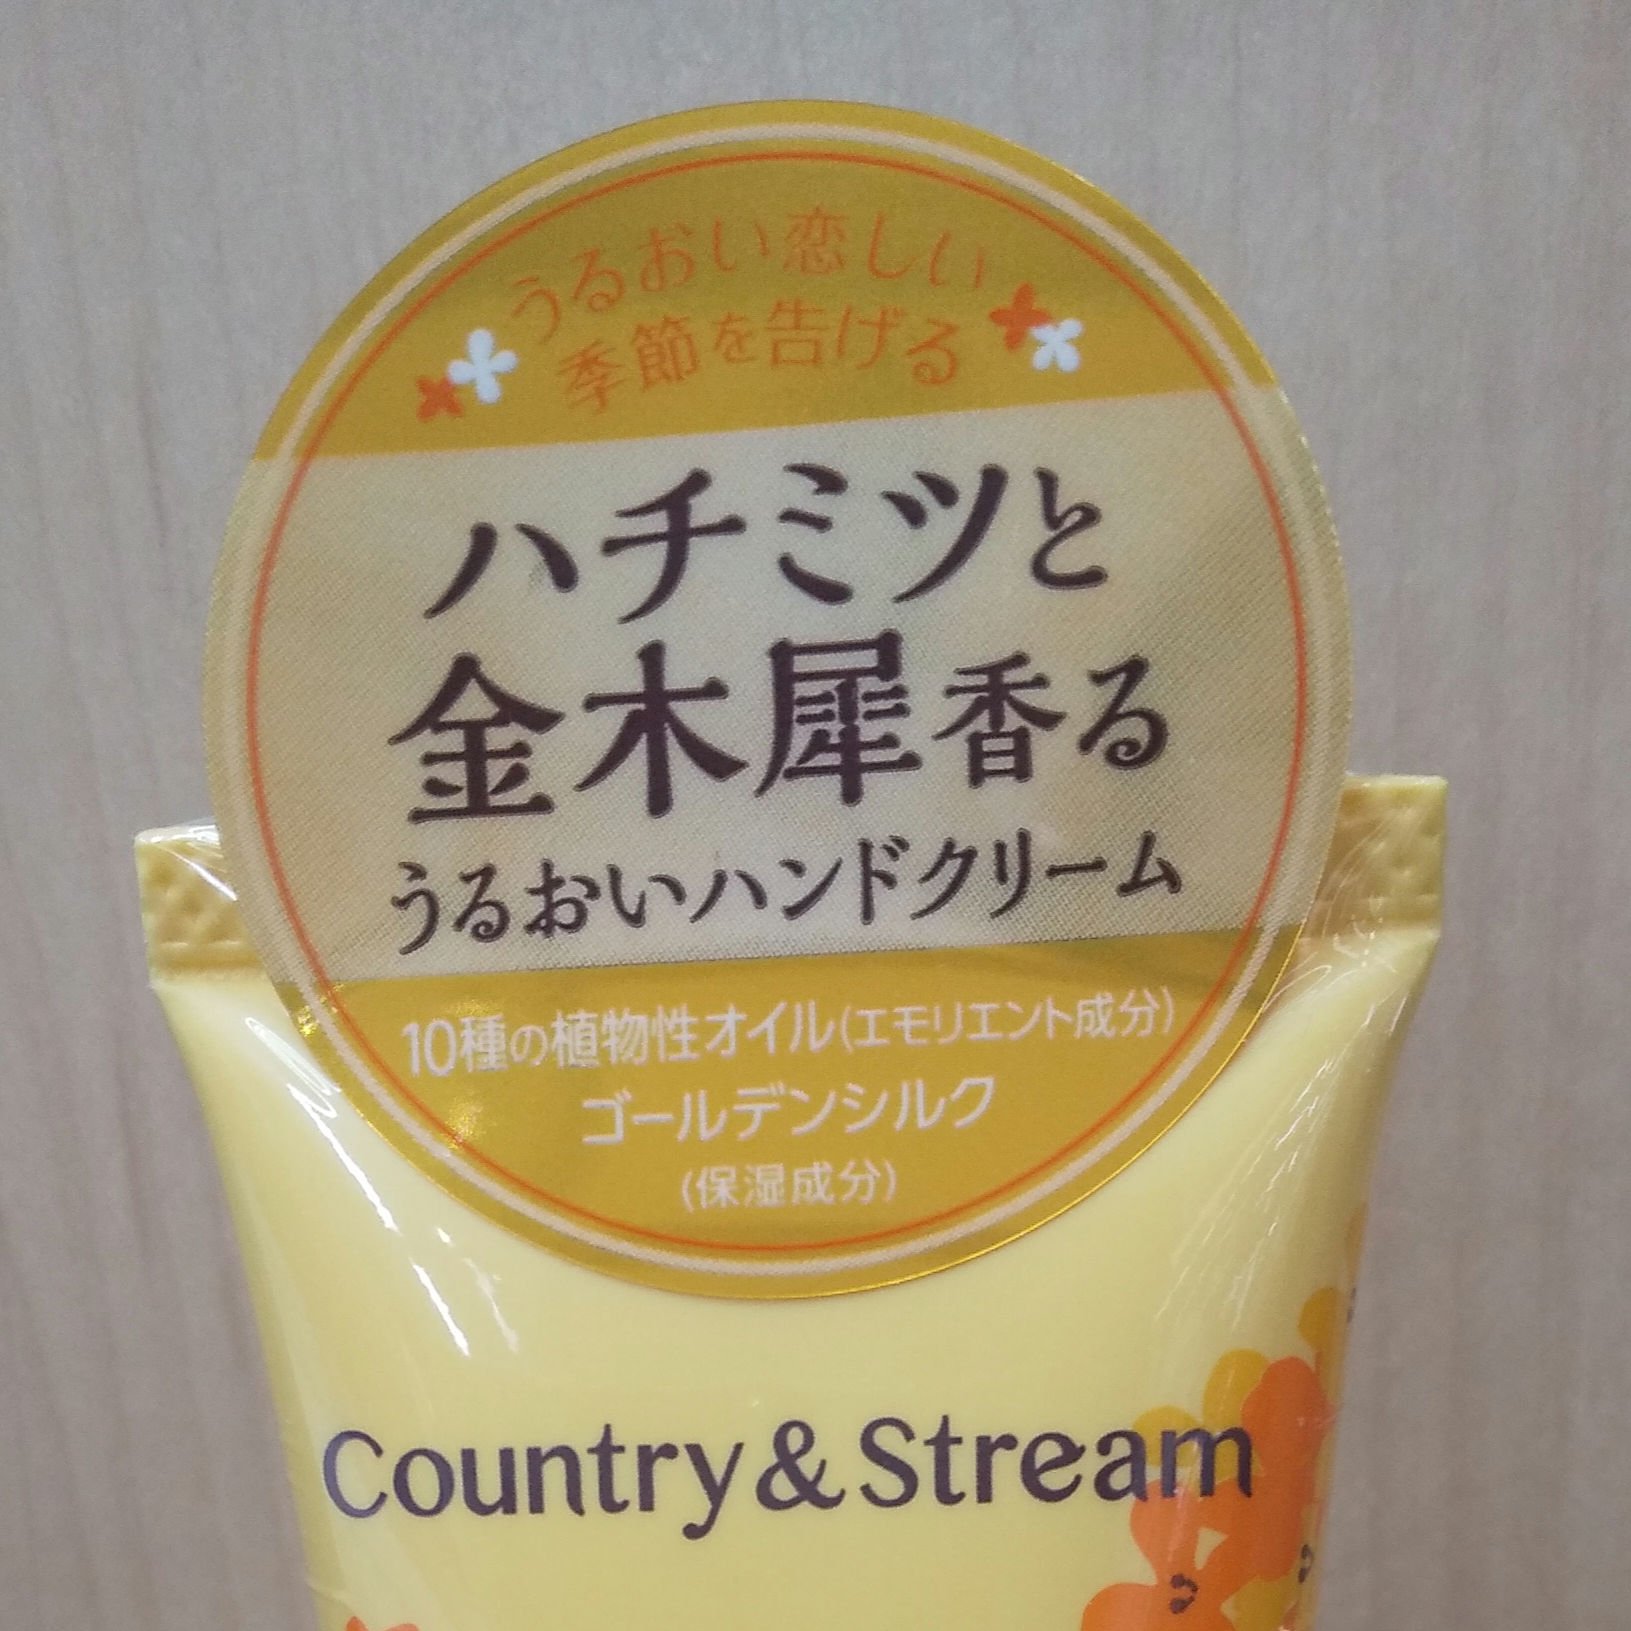 うるおい恋しい
季節を告げる
ハチミツと
金木犀香る
うるおいハンドクリーム
10種の植物性オイル(エモリエント成分)
ゴールデンシルク
(保湿成分)
Country&Stream